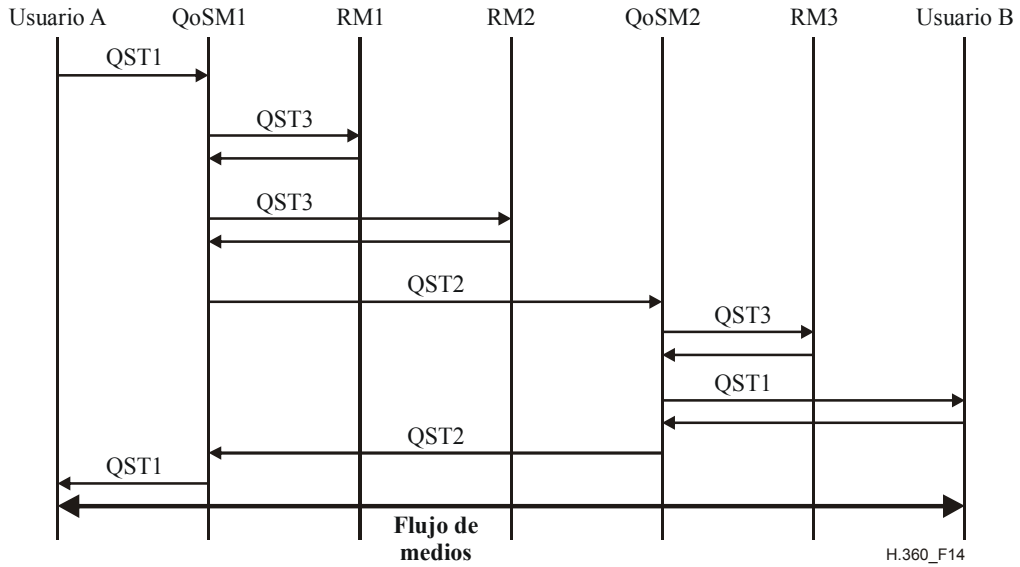 Usuario A QoSM1 RM1 RM2 QoSM2 RM3 Usuario B
QST1
QST3
QST3
QST2
QST3
QST1
QST2
QST1
Flujo de
medios
H.360_F14